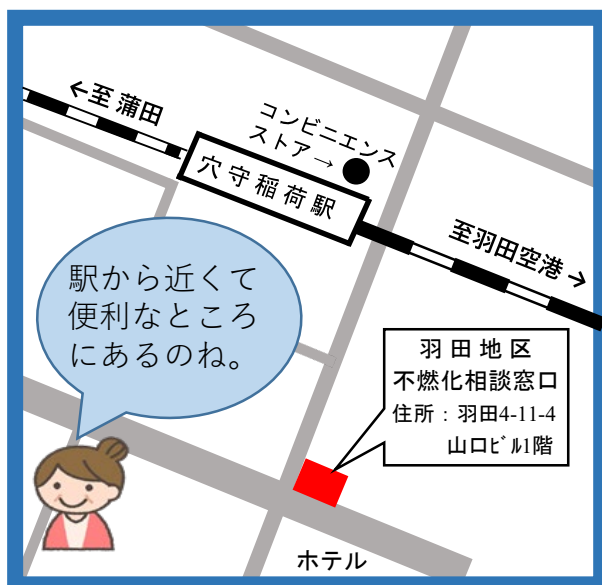 ←至 蒲田
コンビニエンス
ストア→
穴守稲荷駅
至羽田空港→
駅から近くて
便利なところ
にあるのね。
羽田地区
不燃化相談窓口
住所：羽田4-11-4
山口ﾋﾞﾙ1階
ホテル